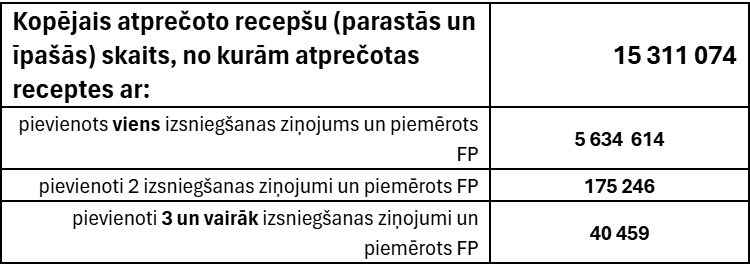 Kopējais atprečoto recepšu (parastās un
īpašās) skaits, no kurām atprečotas
receptes ar:
15 311 074
pievienots viens izsniegšanas ziņojums un piemērots
FP
5 634 614
pievienoti 2 izsniegšanas ziņojumi un piemērots FP
175 246
pievienoti 3 un vairāk izsniegšanas ziņojumi un
piemērots FP
40 459